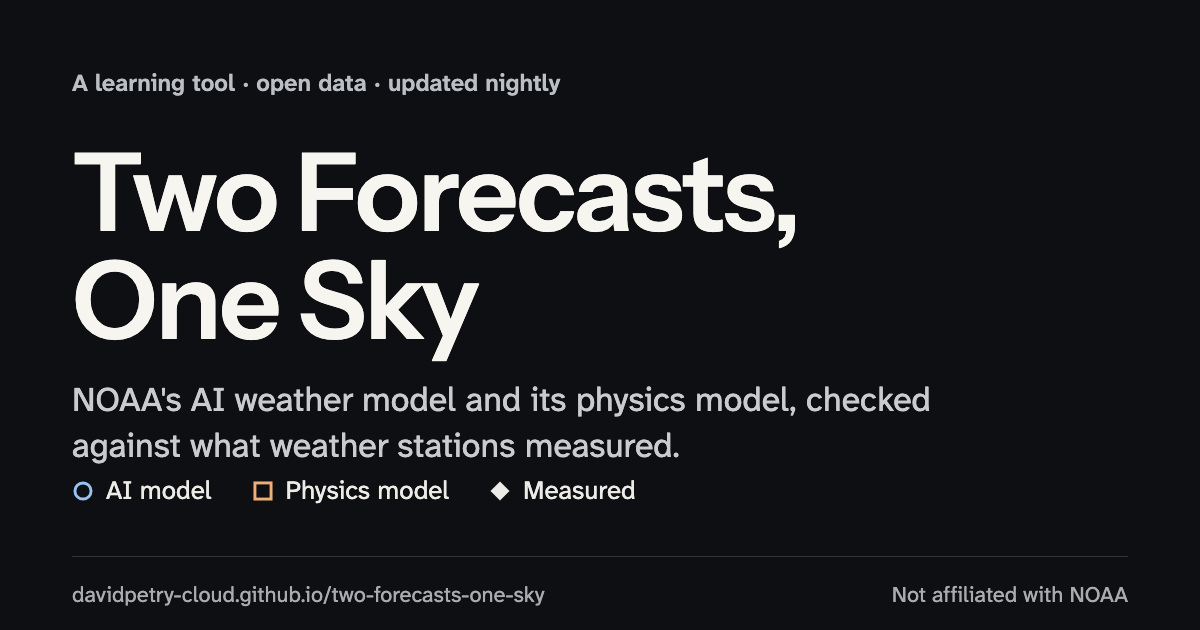 A learning tool · open data · updated nightly
Two Forecasts,
One Sky
NOAA's AI weather model and its physics model, checked
against what weather stations measured.
AI model Physics model Measured
davidpetry-cloud.github.io/two-forecasts-one-sky Not affiliated with NOAA